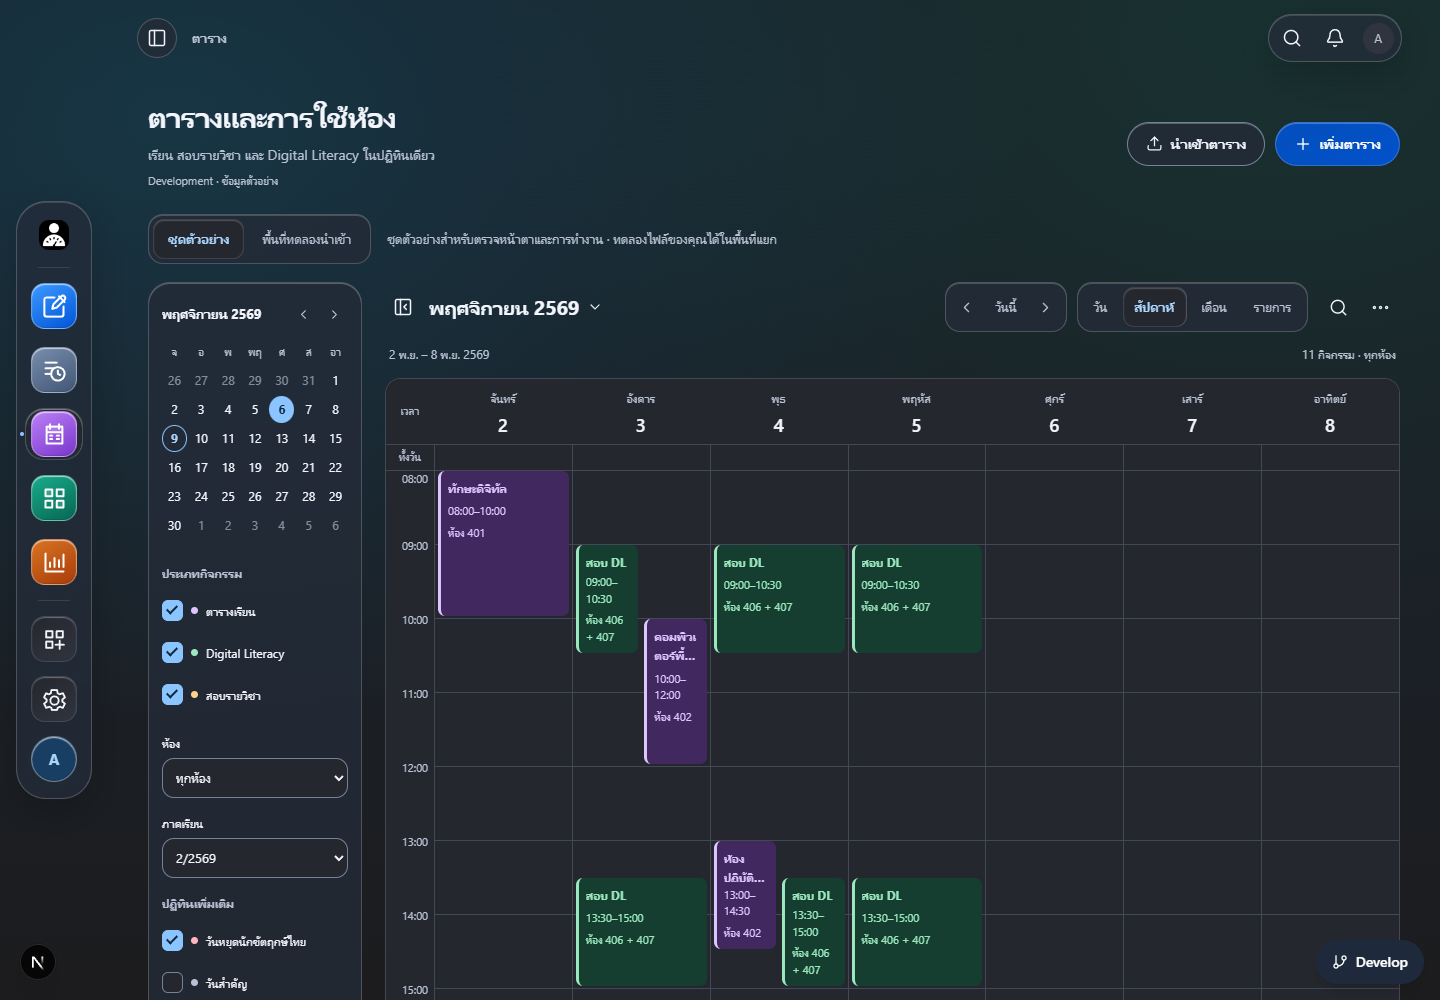 ตาราง
A
ตารางและการใช้ห้อง
เรียน สอบรายวิชา และ Digital Literacy ในปฏิทินเดียว
Development · ข้อมูลตัวอย่าง
นำเข้าตาราง
เพิ่มตาราง
ชุดตัวอย่าง
พื้นที่ทดลองนำเข้า
ชุดตัวอย่างสำหรับตรวจหน้าตาและการทำงาน · ทดลองไฟล์ของคุณได้ในพื้นที่แยก
พฤศจิกายน 2569
จ อ พ พฤ ศ ส อา
26 27 28 29 30 31 1
2 3 4 5 6 7 8
9 10 11 12 13 14 15
16 17 18 19 20 21 22
23 24 25 26 27 28 29
30 1 2 3 4 5 6
ประเภทกิจกรรม
ตารางเรียน
Digital Literacy
สอบรายวิชา
ห้อง
ทุกห้อง
ภาคเรียน
2/2569
ปฏิทินเพิ่มเติม
วันหยุดนักขัตฤกษ์ไทย
วันสำคัญ
A
N
พฤศจิกายน 2569
วันนี้
วัน
สัปดาห์
เดือน
รายการ
2 พ.ย. – 8 พ.ย. 2569
11 กิจกรรม · ทุกห้อง
เวลา
จันทร์ อังคาร พุธ พฤหัส ศุกร์ เสาร์ อาทิตย์
2 3 4 5 6 7 8
ทั้งวัน
08:00
09:00
10:00
11:00
12:00
13:00
14:00
15:00
ทักษะดิจิทัล
08:00–10:00
ห้อง 401
สอบ DL
09:00–
10:30
ห้อง 406
+ 407
คอมพิวเ
ตอร์พื้...
10:00–
12:00
ห้อง 402
สอบ DL
13:30–15:00
ห้อง 406 + 407
สอบ DL
09:00–10:30
ห้อง 406 + 407
ห้อง
ปฏิบัติ...
13:00–
14:30
ห้อง 402
สอบ DL
13:30–
15:00
ห้อง 406
+ 407
สอบ DL
09:00–10:30
ห้อง 406 + 407
สอบ DL
13:30–15:00
ห้อง 406 + 407
Develop